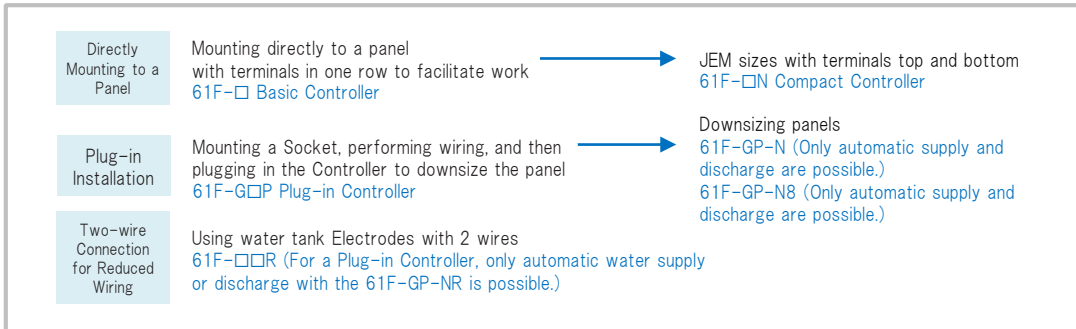 Directly
Mounting to a
Panel
Mounting directly to a panel
with terminals in one row to facilitate work
61F-□ Basic Controller
JEM sizes with terminals top and bottom
61F-□N Compact Controller
Plug-in
Installation
Mounting a Socket, performing wiring, and then
plugging in the Controller to downsize the panel
61F-G□P Plug-in Controller
Downsizing panels
61F-GP-N (Only automatic supply and
discharge are possible.)
61F-GP-N8 (Only automatic supply and
discharge are possible.)
Two-wire
Connection
for Reduced
Wiring
Using water tank Electrodes with 2 wires
61F-□□R (For a Plug-in Controller, only automatic water supply
or discharge with the 61F-GP-NR is possible.)